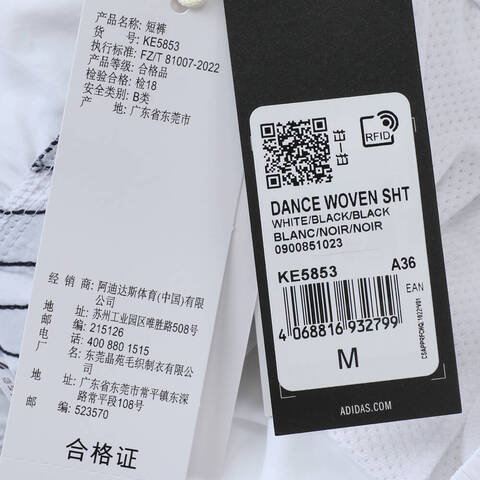 产品名称: 短裤
货 号: KE5853
执行标准: FZ/T 81007-2022
产品等级: 合格品
检验合格: 检18
安全类别: B类
产 地: 广东省东莞市
经销商: 阿迪达斯体育(中国)有限
公司
地 址: 苏州工业园区唯胜路508号
邮 编: 215126
电 话: 400 880 1515
厂 名: 东莞晶苑毛织制衣有限公司
地 址: 广东省东莞市常平镇东深
路常平段108号
邮 编: 523570
合格证
RFID
DANCE WOVEN SHT
WHITE/BLACK/BLACK
BLANC/NOIR/NOIR
0900851023
KE5853 A36
EAN
4 068816 932799
M
ADIDAS.COM